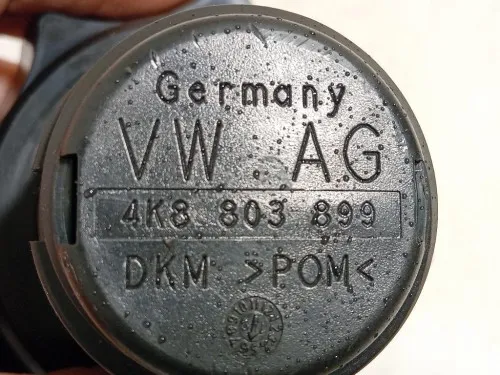 Germany
VW AG
4K8 803 899
DKM >POM<